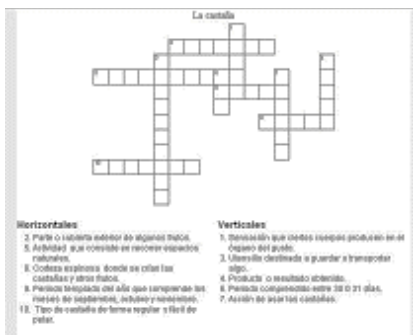 La castaña
Horizontales
2. Parte o cubierta exterior de algunos frutos.
5. Actividad que consiste en recorrer espacios
naturales.
8. Corteza espinosa donde se crían las
castañas y otros frutos.
9. Periodo templado del año que comprende los
meses de septiembre, octubre y noviembre.
10. Tipo de castaña de forma regular y fácil de
pelar.
Verticales
1. Sensación que ciertos cuerpos producen en el
órgano del gusto.
3. Utensilio destinado a guardar o transportar
algo.
4. Producto o resultado obtenido.
6. Periodo comprendido entre 30 o 31 días.
7. Acción de asar las castañas.